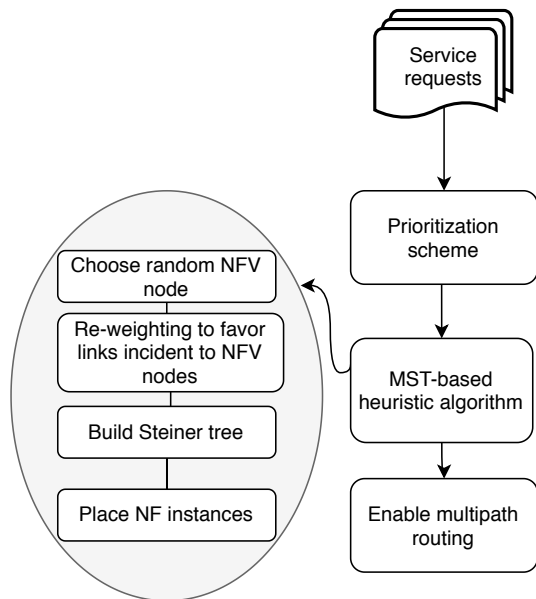 Service
requests
Prioritization
scheme
Choose random NFV
node
Re-weighting to favor
links incident to NFV
nodes
MST-based
heuristic algorithm
Build Steiner tree
Place NF instances
Enable multipath
routing